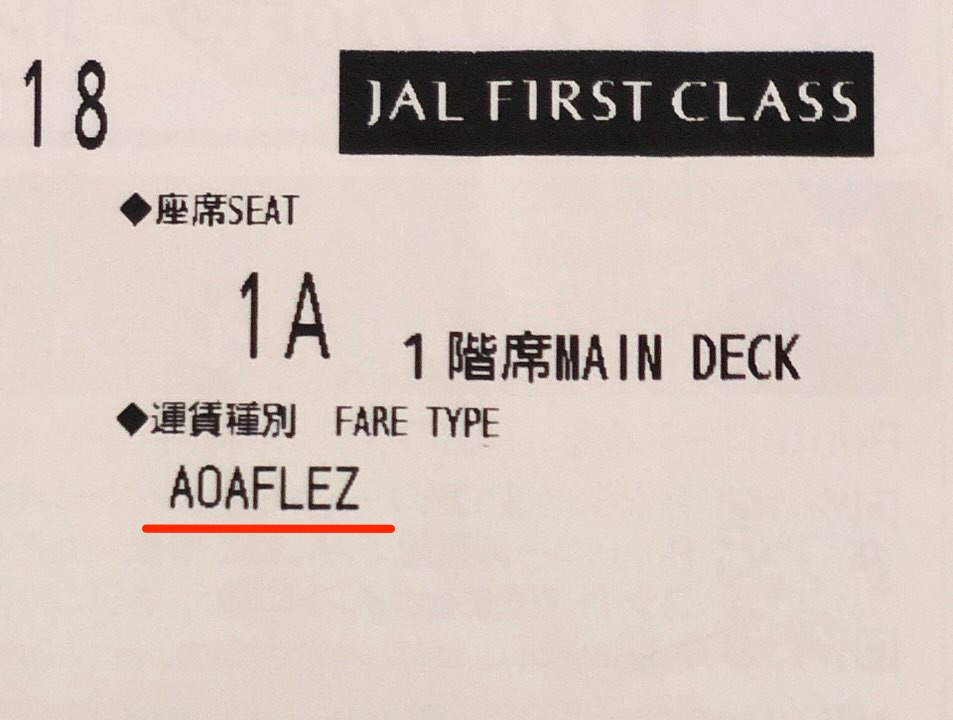 18
JAL FIRST CLASS
◆座席SEAT
1A
1階席MAIN DECK
◆運賃種別 FARE TYPE
AOAFLEZ